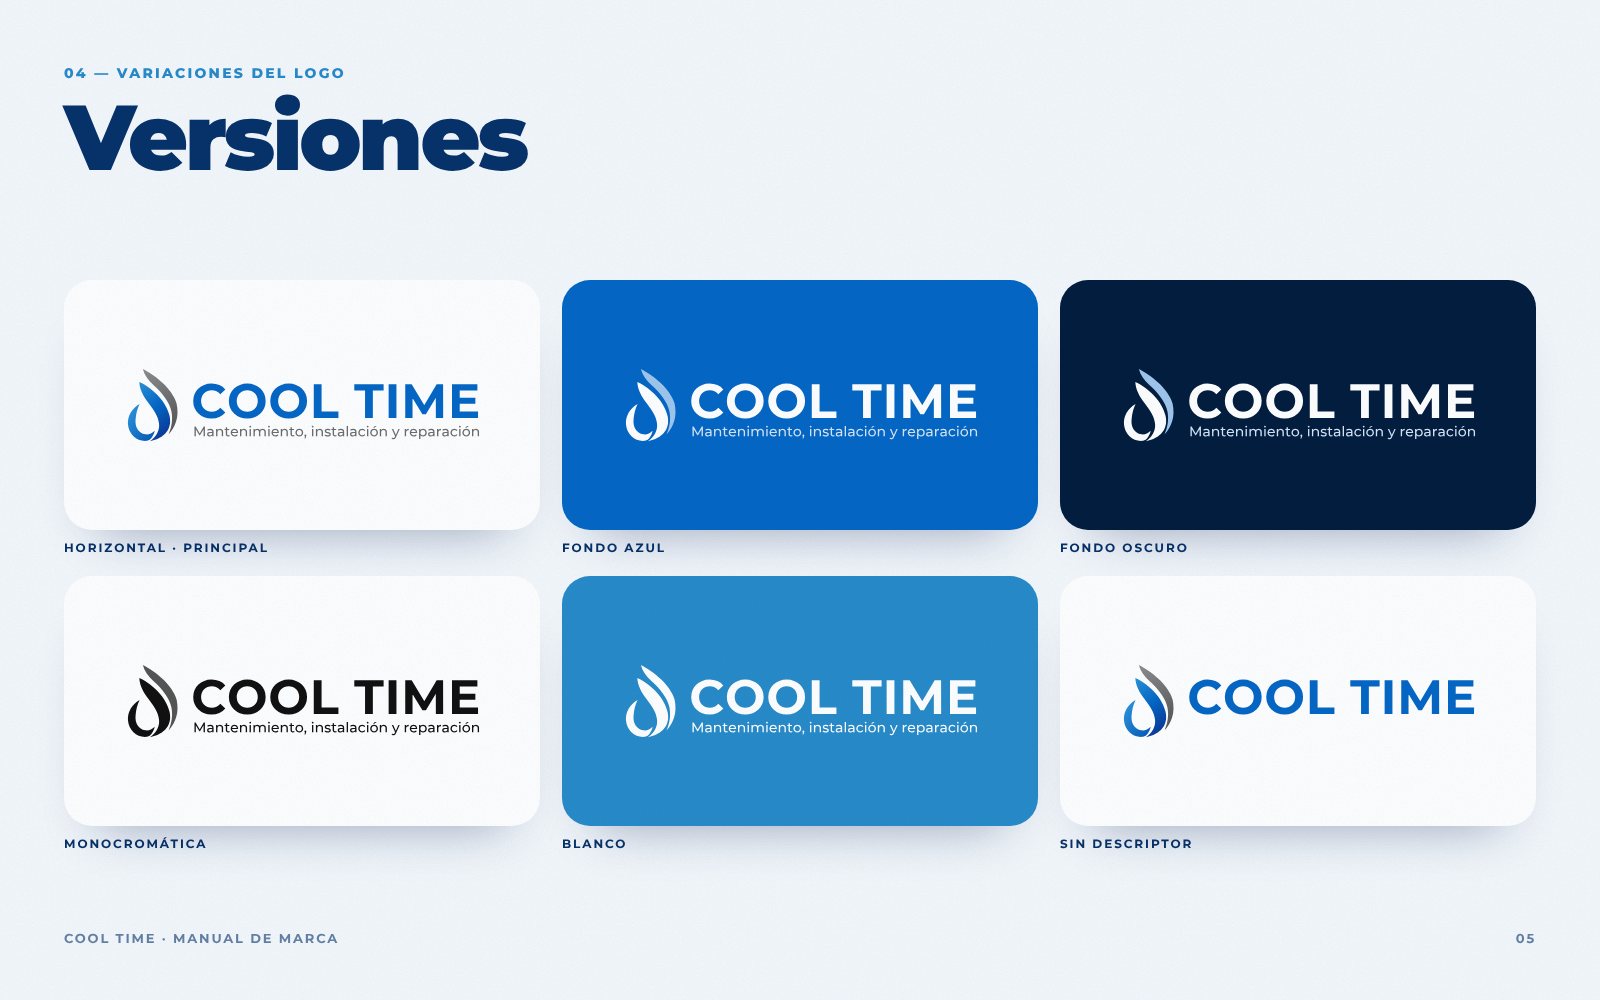 04 — VARIACIONES DEL LOGO
Versiones
COOL TIME
Mantenimiento, instalación y reparación
HORIZONTAL · PRINCIPAL
COOL TIME
Mantenimiento, instalación y reparación
FONDO AZUL
COOL TIME
Mantenimiento, instalación y reparación
FONDO OSCURO
COOL TIME
Mantenimiento, instalación y reparación
MONOCROMÁTICA
COOL TIME
Mantenimiento, instalación y reparación
BLANCO
COOL TIME
SIN DESCRIPTOR
COOL TIME · MANUAL DE MARCA
05